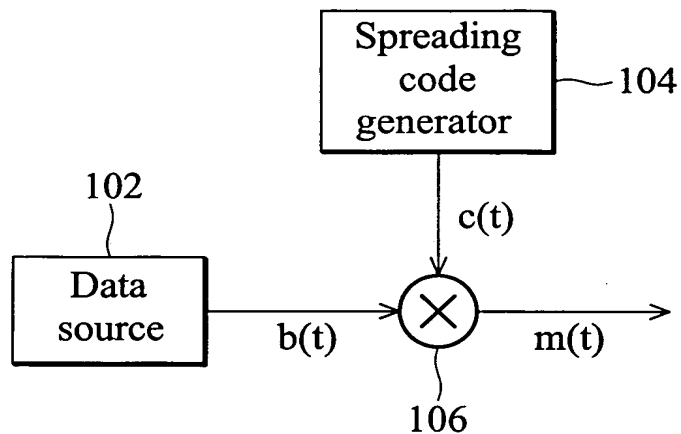 Spreading
code
generator
104
c(t)
102
Data
source
b(t)
m(t)
106